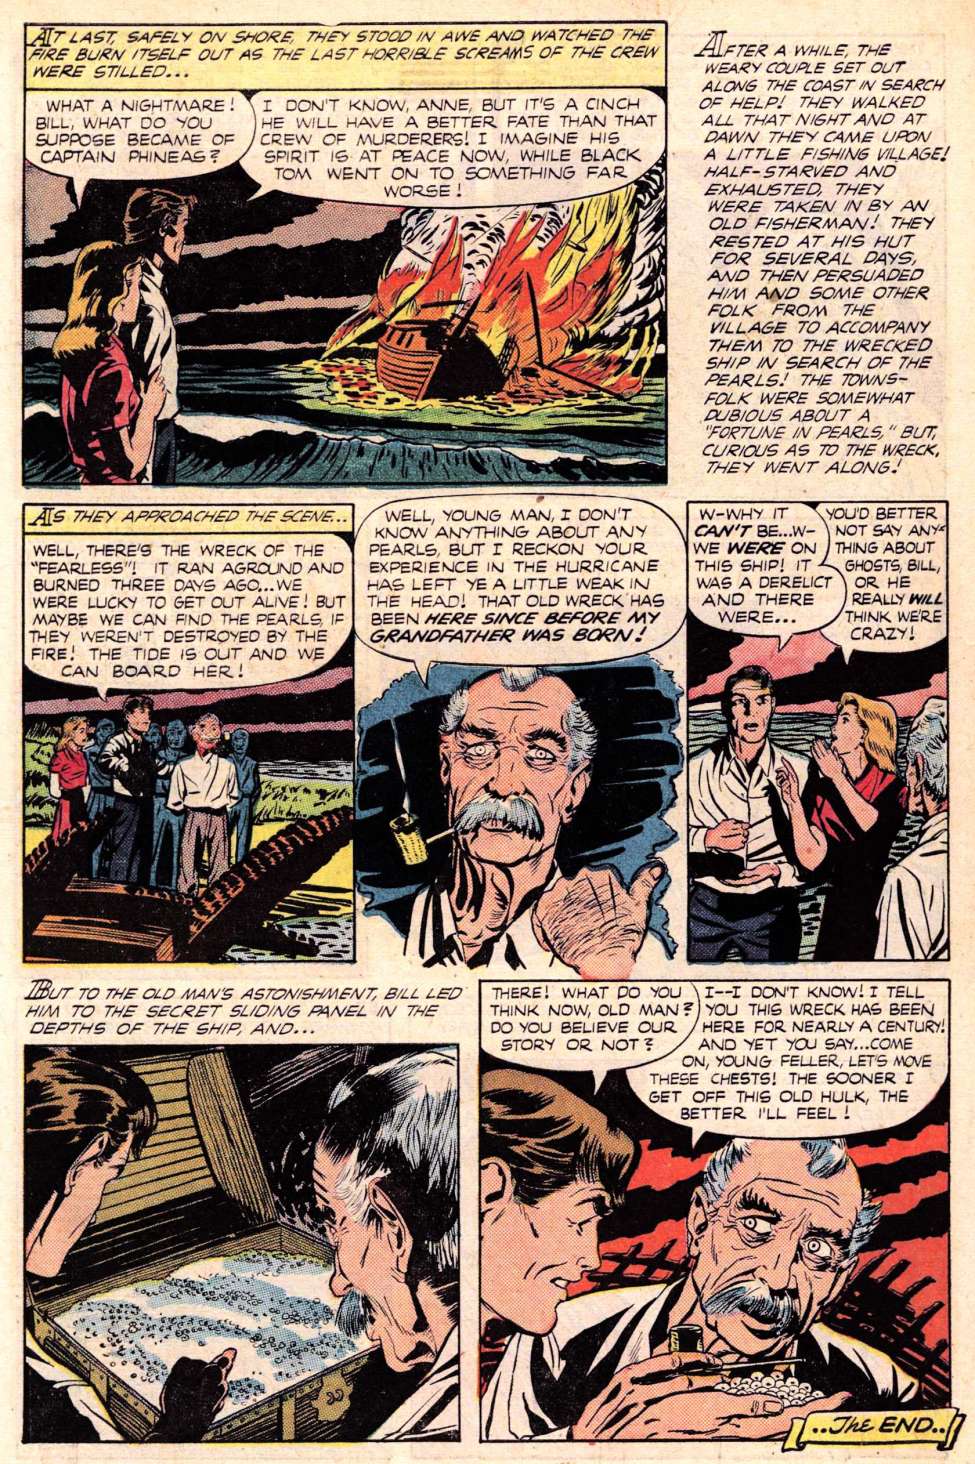 AT LAST, SAFELY ON SHORE, THEY STOOD IN AWE AND WATCHED THE
FIRE BURN ITSELF OUT AS THE LAST HORRIBLE SCREAMS OF THE CREW
WERE STILLED...
WHAT A NIGHTMARE!
BILL, WHAT DO YOU
SUPPOSE BECAME OF
CAPTAIN PHINEAS?
I DON'T KNOW, ANNE, BUT IT'S A CINCH
HE WILL HAVE A BETTER FATE THAN THAT
CREW OF MURDERERS! I IMAGINE HIS
SPIRIT IS AT PEACE NOW, WHILE BLACK
TOM WENT ON TO SOMETHING FAR
WORSE!
AFTER A WHILE, THE
WEARY COUPLE SET OUT
ALONG THE COAST IN SEARCH
OF HELP! THEY WALKED
ALL THAT NIGHT AND AT
DAWN THEY CAME UPON
A LITTLE FISHING VILLAGE!
HALF-STARVED AND
EXHAUSTED, THEY
WERE TAKEN IN BY AN
OLD FISHERMAN! THEY
RESTED AT HIS HUT
FOR SEVERAL DAYS,
AND THEN PERSUADED
HIM AND SOME OTHER
FOLK FROM THE
VILLAGE TO ACCOMPANY
THEM TO THE WRECKED
SHIP IN SEARCH OF THE
PEARLS! THE TOWNS-
FOLK WERE SOMEWHAT
DUBIOUS ABOUT A
"FORTUNE IN PEARLS," BUT,
CURIOUS AS TO THE WRECK,
THEY WENT ALONG!
AS THEY APPROACHED THE SCENE...
WELL, THERE'S THE WRECK OF THE
"FEARLESS"! IT RAN AGROUND AND
BURNED THREE DAYS AGO...WE
WERE LUCKY TO GET OUT ALIVE! BUT
MAYBE WE CAN FIND THE PEARLS, IF
THEY WEREN'T DESTROYED BY THE
FIRE! THE TIDE IS OUT AND WE
CAN BOARD HER!
WELL, YOUNG MAN, I DON'T
KNOW ANYTHING ABOUT ANY
PEARLS, BUT I RECKON YOUR
EXPERIENCE IN THE HURRICANE
HAS LEFT YE A LITTLE WEAK IN
THE HEAD! THAT OLD WRECK HAS
BEEN HERE SINCE BEFORE MY
GRANDFATHER WAS BORN!
W-WHY IT
CAN'T BE...W-
WE WERE ON
THIS SHIP! IT
WAS A DERELICT
AND THERE
WERE...
YOU'D BETTER
NOT SAY ANY-
THING ABOUT
GHOSTS, BILL,
OR HE
REALLY WILL
THINK WE'RE
CRAZY!
BUT TO THE OLD MAN'S ASTONISHMENT, BILL LED
HIM TO THE SECRET SLIDING PANEL IN THE
DEPTHS OF THE SHIP, AND...
THERE! WHAT DO YOU
THINK NOW, OLD MAN?
DO YOU BELIEVE OUR
STORY OR NOT?
I--I DON'T KNOW! I TELL
YOU THIS WRECK HAS BEEN
HERE FOR NEARLY A CENTURY!
AND YET YOU SAY...COME
ON, YOUNG FELLER, LET'S MOVE
THESE CHESTS! THE SOONER I
GET OFF THIS OLD HULK, THE
BETTER I'LL FEEL!
..The END..